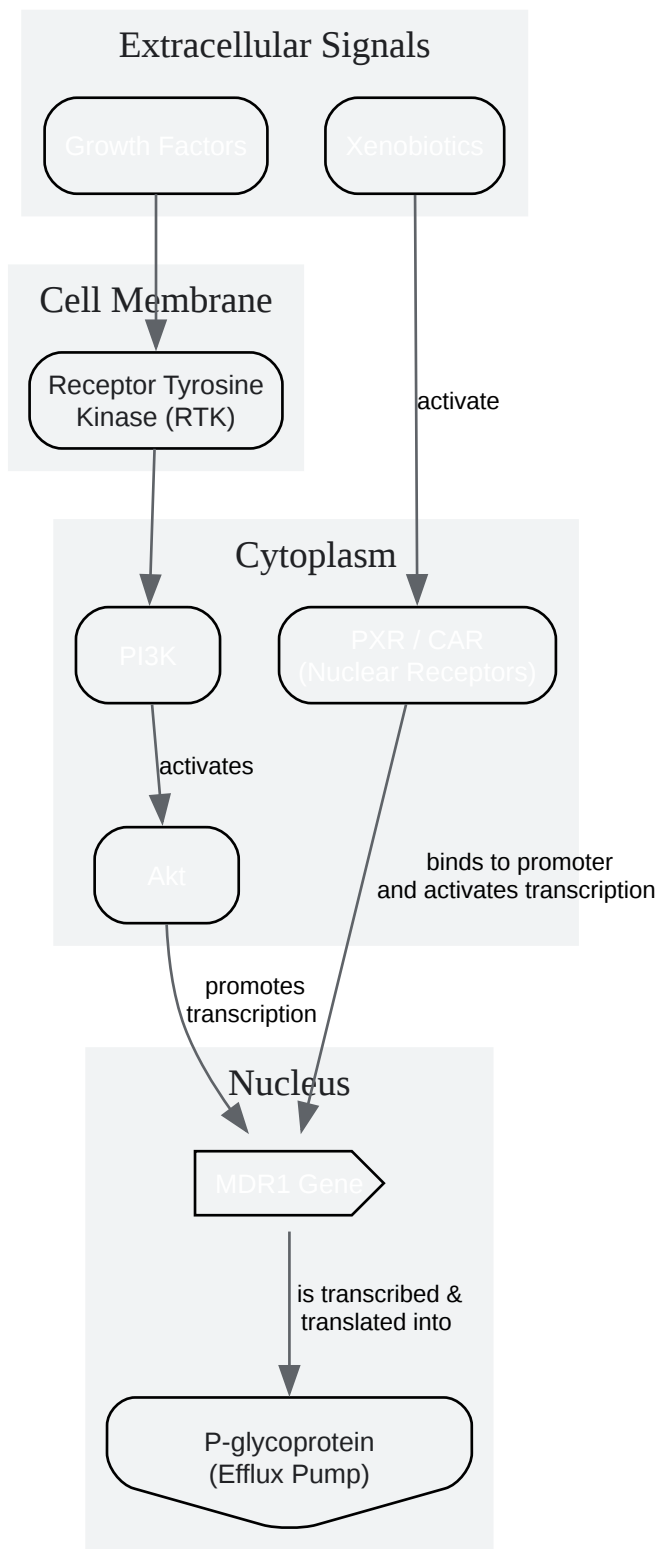 Extracellular Signals
Growth Factors
Xenobiotics
Cell Membrane
Receptor Tyrosine
Kinase (RTK)
activate
Cytoplasm
PI3K
PXR / CAR
(Nuclear Receptors)
activates
Akt
binds to promoter
and activates transcription
promotes
transcription
Nucleus
MDR1 Gene
is transcribed &
translated into
P-glycoprotein
(Efflux Pump)